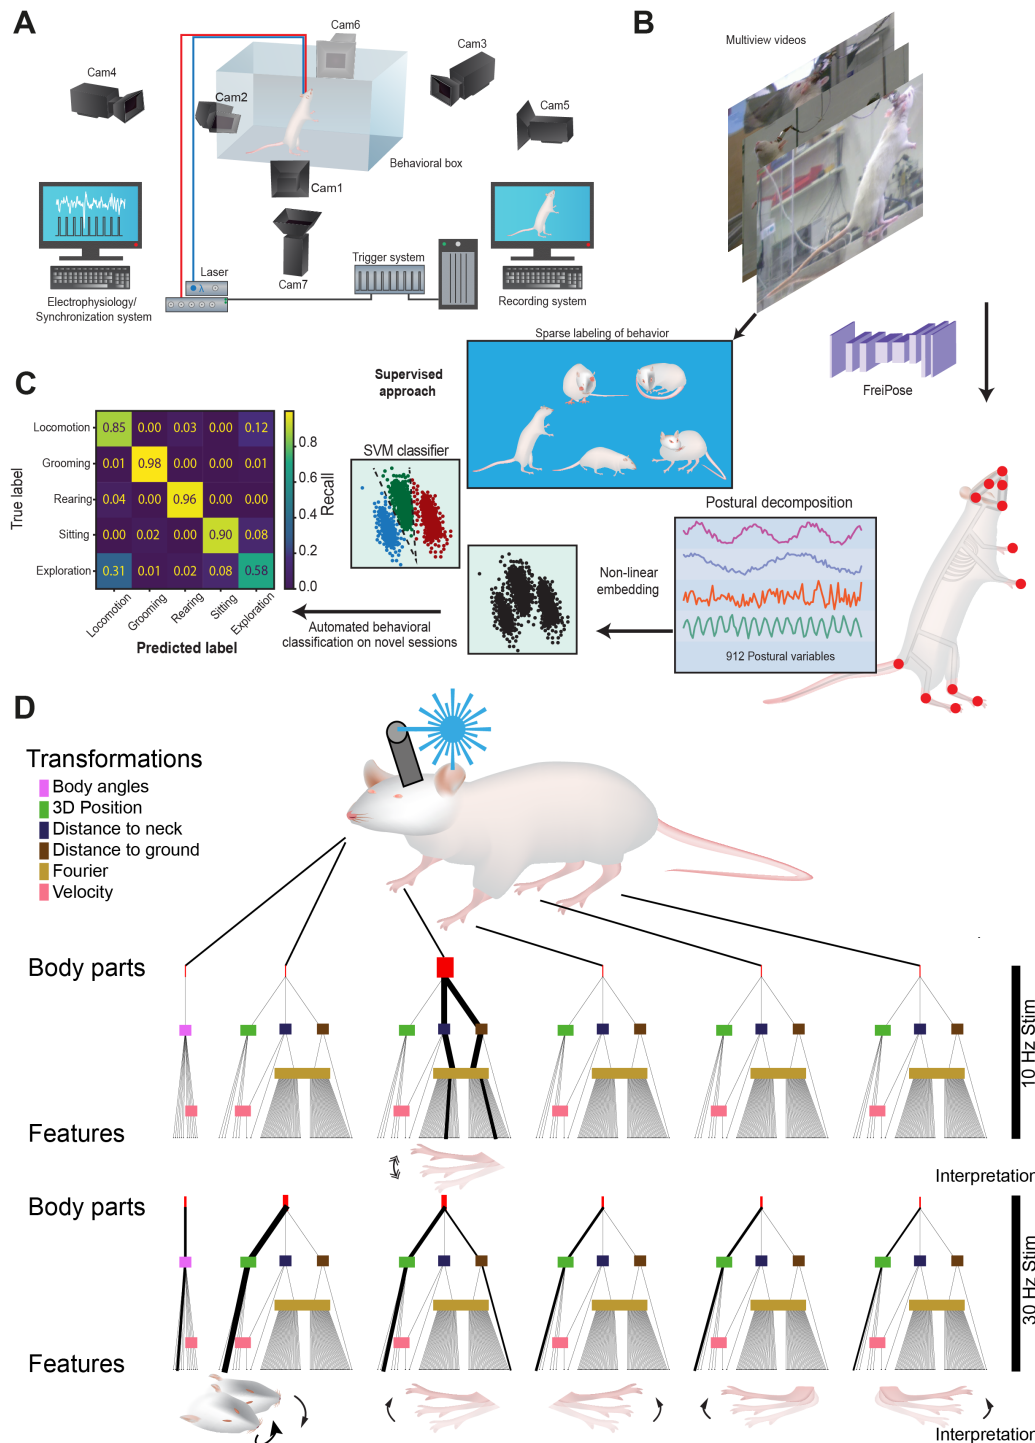 A
Cam6
Cam4
Cam3
Cam2
Cam5
Behavioral box
Cam1
Laser
λ
Trigger system
Cam7
Electrophysiology/
Synchronization system
Recording system
B
Multiview videos
FreiPose
Sparse labeling of behavior
Supervised
approach
SVM classifier
Postural decomposition
Non-linear
embedding
912 Postural variables
Automated behavioral
classification on novel sessions
C
True label
Locomotion
0.85 0.00 0.03 0.00 0.12
Grooming
0.01 0.98 0.00 0.00 0.01
Rearing
0.04 0.00 0.96 0.00 0.00
Sitting
0.00 0.02 0.00 0.90 0.08
Exploration
0.31 0.01 0.02 0.08 0.58
Locomotion
Grooming
Rearing
Sitting
Exploration
Predicted label
0.8
0.6
0.4
0.2
0.0
Recall
D
Transformations
Body angles
3D Position
Distance to neck
Distance to ground
Fourier
Velocity
Body parts
Features
10 Hz Stim
Interpretation
Body parts
Features
30 Hz Stim
Interpretation